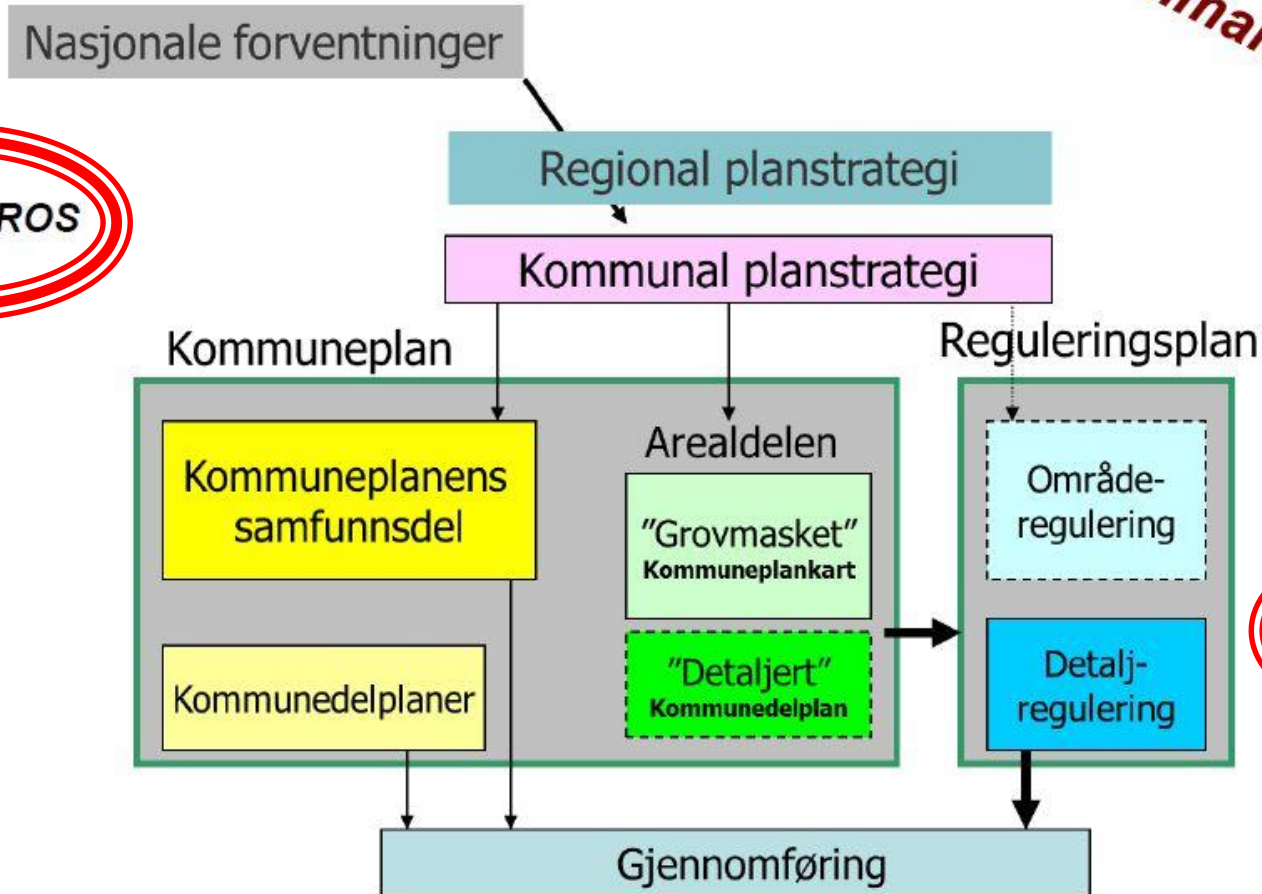 Nasjonale forventninger
Regional planstrategi
ROS
Kommunal planstrategi
Kommuneplan
Reguleringsplan
Kommuneplanens
samfunnsdel
Arealdelen
"Grovmasket"
Kommuneplankart
Område-
regulering
Kommunedelplaner
"Detaljert"
Kommunedelplan
Detalj-
regulering
Gjennomføring